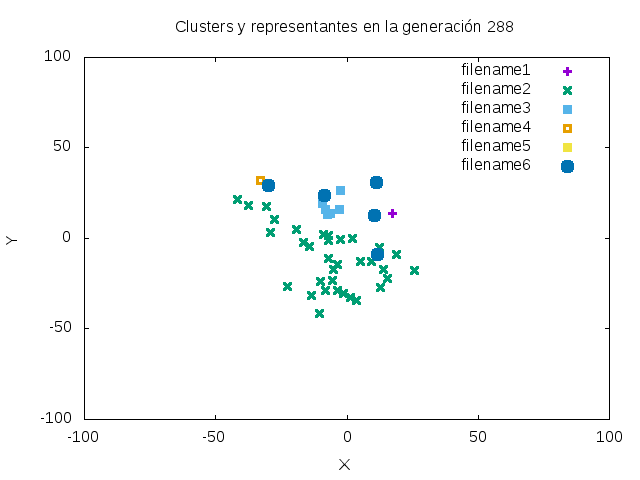 Clusters y representantes en la generación 288
100
50
0
-50
-100
-100
-50
0
50
100
Y
X
filename1
filename2
filename3
filename4
filename5
filename6